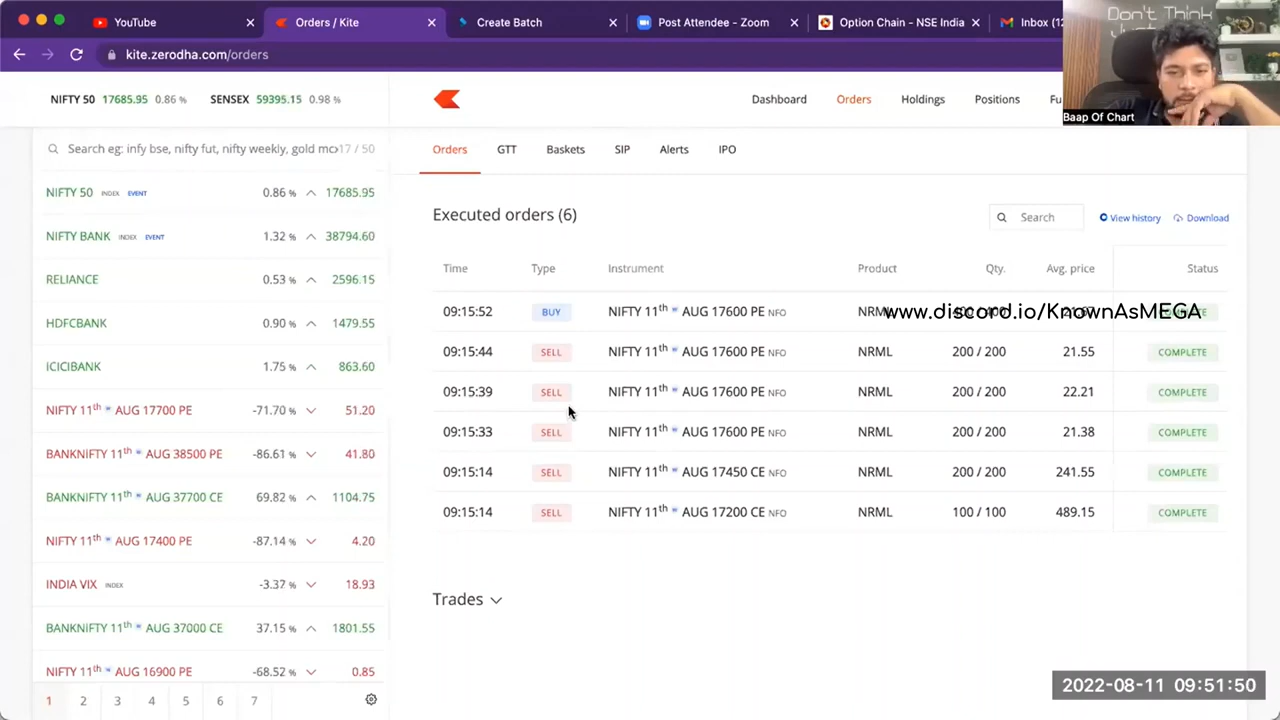 YouTube
Orders / Kite
Create Batch
Post Attendee - Zoom
Option Chain - NSE India
Inbox (12
kite.zerodha.com/orders
Don't Think
Baap Of Chart
NIFTY 50 17685.95 0.86 %
SENSEX 59395.15 0.98 %
Dashboard
Orders
Holdings
Positions
Fu
Search eg: infy bse, nifty fut, nifty weekly, gold mcx
17 / 50
NIFTY 50 INDEX EVENT 0.86 % 17685.95
NIFTY BANK INDEX EVENT 1.32 % 38794.60
RELIANCE 0.53 % 2596.15
HDFCBANK 0.90 % 1479.55
ICICIBANK 1.75 % 863.60
NIFTY 11th w AUG 17700 PE -71.70 % 51.20
BANKNIFTY 11th w AUG 38500 PE -86.61 % 41.80
BANKNIFTY 11th w AUG 37700 CE 69.82 % 1104.75
NIFTY 11th w AUG 17400 PE -87.14 % 4.20
INDIA VIX INDEX -3.37 % 18.93
BANKNIFTY 11th w AUG 37000 CE 37.15 % 1801.55
NIFTY 11th w AUG 16900 PE -68.52 % 0.85
1 2 3 4 5 6 7
Orders GTT Baskets SIP Alerts IPO
Executed orders (6)
Search
View history
Download
Time Type Instrument Product Qty. Avg. price Status
09:15:52 BUY NIFTY 11th w AUG 17600 PE NFO NRML
www.discord.io/KnownAsMEGA
09:15:44 SELL NIFTY 11th w AUG 17600 PE NFO NRML 200 / 200 21.55 COMPLETE
09:15:39 SELL NIFTY 11th w AUG 17600 PE NFO NRML 200 / 200 22.21 COMPLETE
09:15:33 SELL NIFTY 11th w AUG 17600 PE NFO NRML 200 / 200 21.38 COMPLETE
09:15:14 SELL NIFTY 11th w AUG 17450 CE NFO NRML 200 / 200 241.55 COMPLETE
09:15:14 SELL NIFTY 11th w AUG 17200 CE NFO NRML 100 / 100 489.15 COMPLETE
Trades
2022-08-11 09:51:50